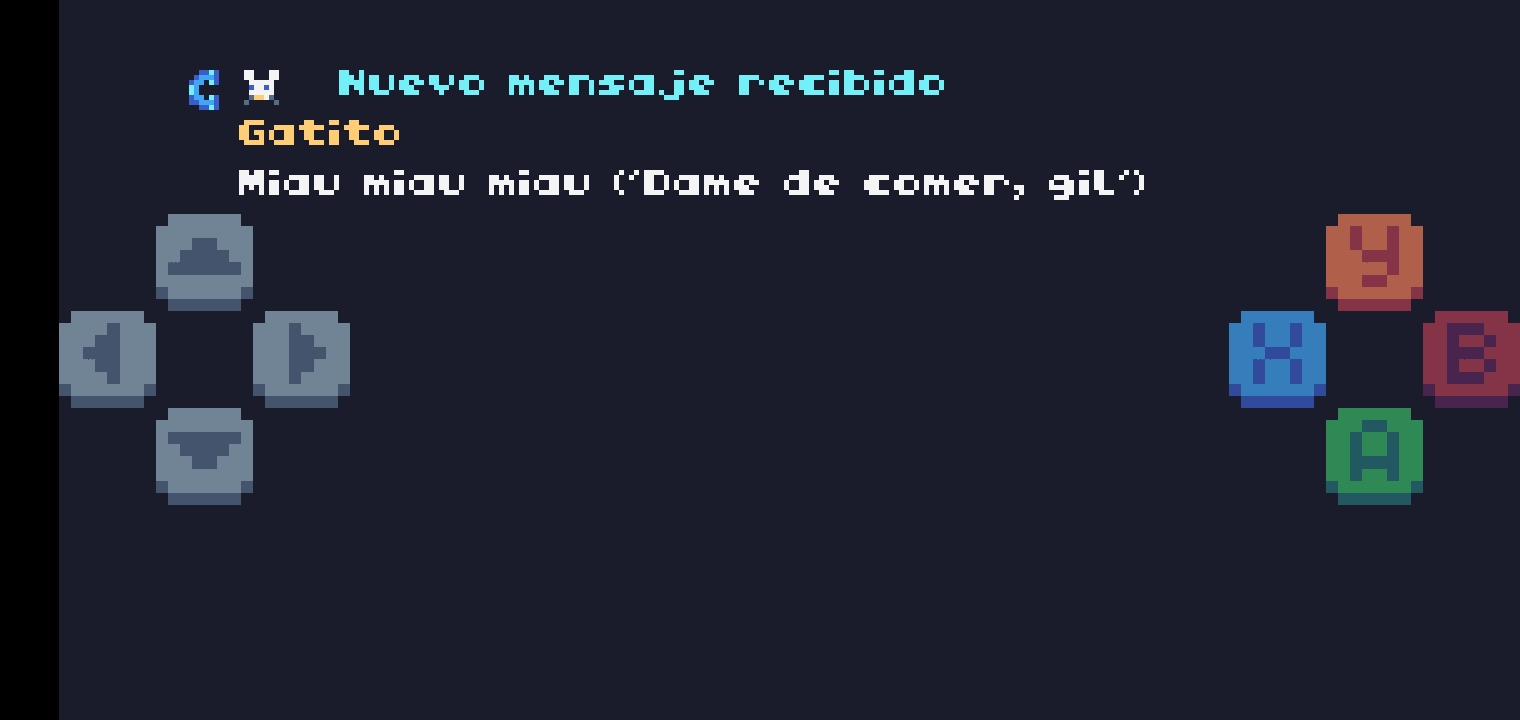 Nuevo mensaje recibido
Gatito
Miau miau miau ("Dame de comer, gil")
Y
X
B
A